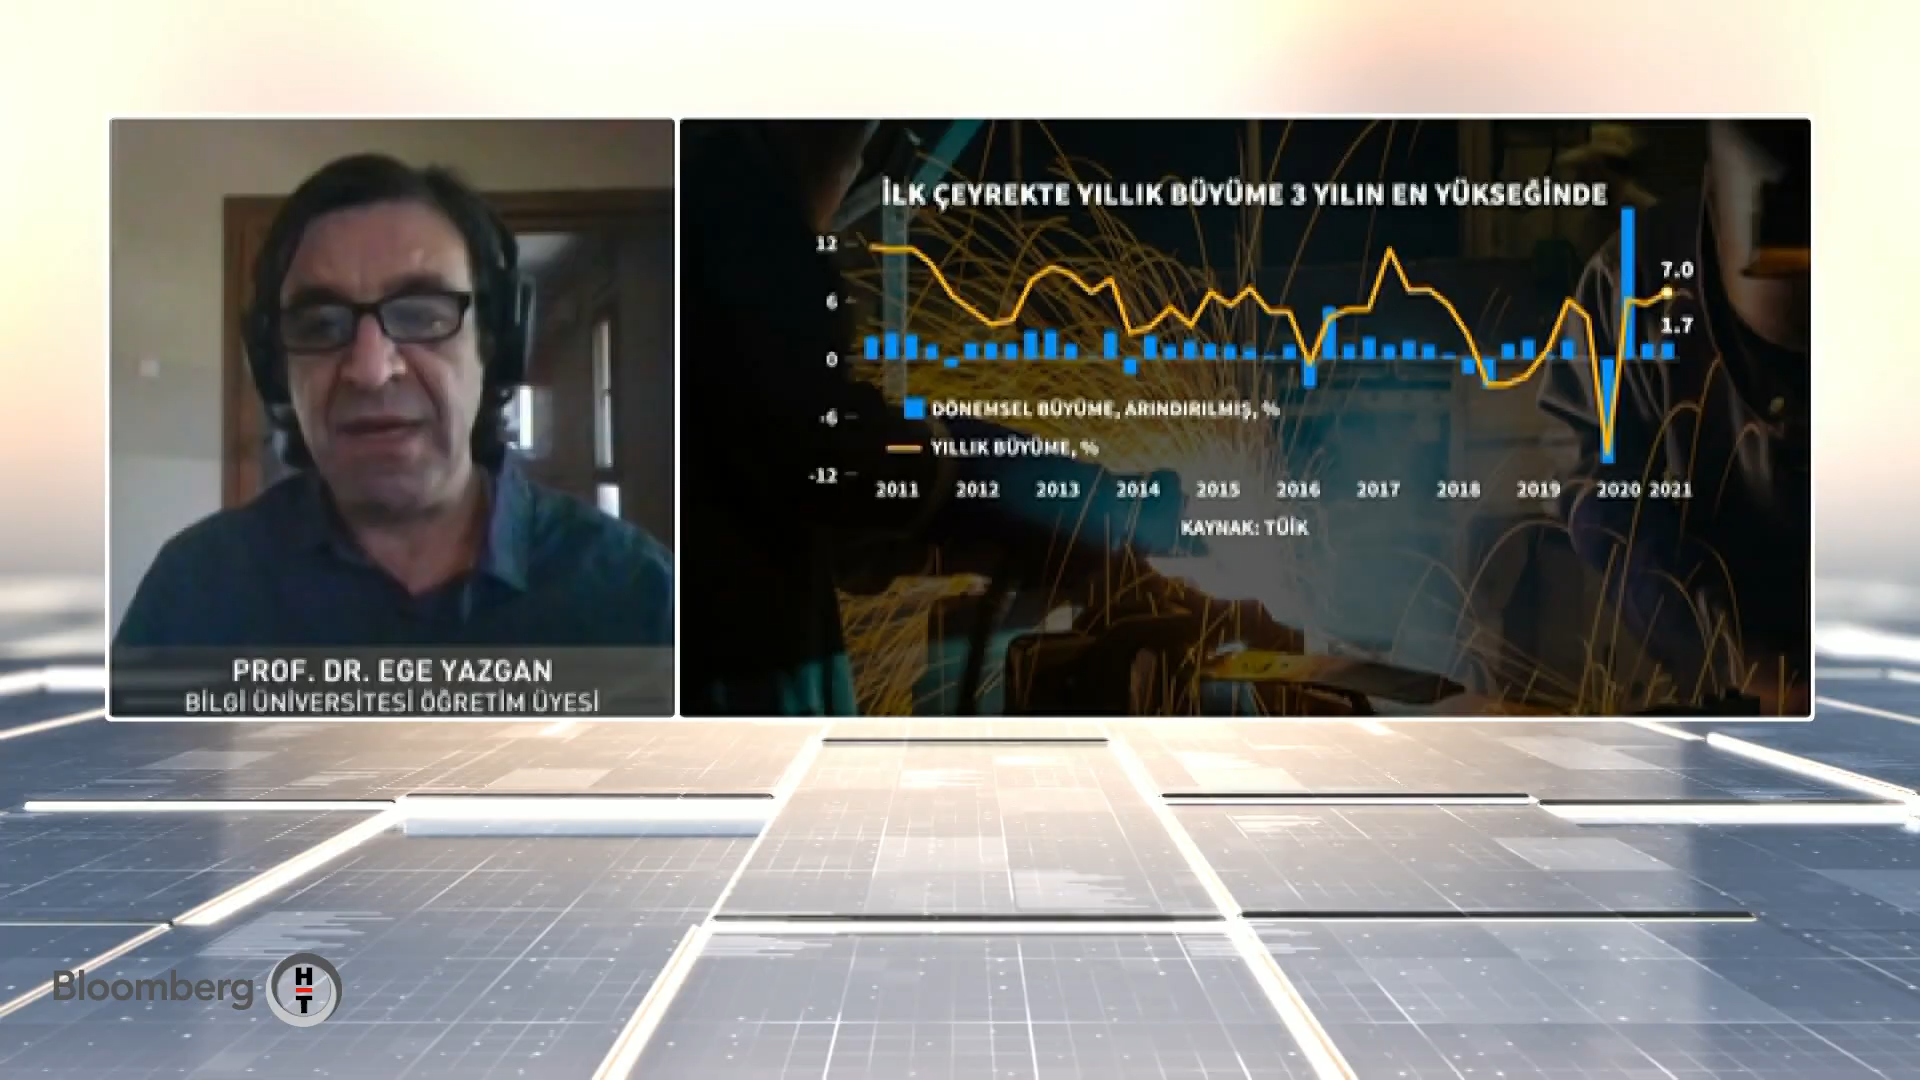 İLK ÇEYREKTE YILLIK BÜYÜME 3 YILIN EN YÜKSEĞİNDE
12
6
0
-6
-12
7.0
1.7
DÖNEMSEL BÜYÜME, ARINDIRILMIŞ, %
YILLIK BÜYÜME, %
2011 2012 2013 2014 2015 2016 2017 2018 2019 2020 2021
KAYNAK: TÜİK
PROF. DR. EGE YAZGAN
BİLGİ ÜNİVERSİTESİ ÖĞRETİM ÜYESİ
Bloomberg HT